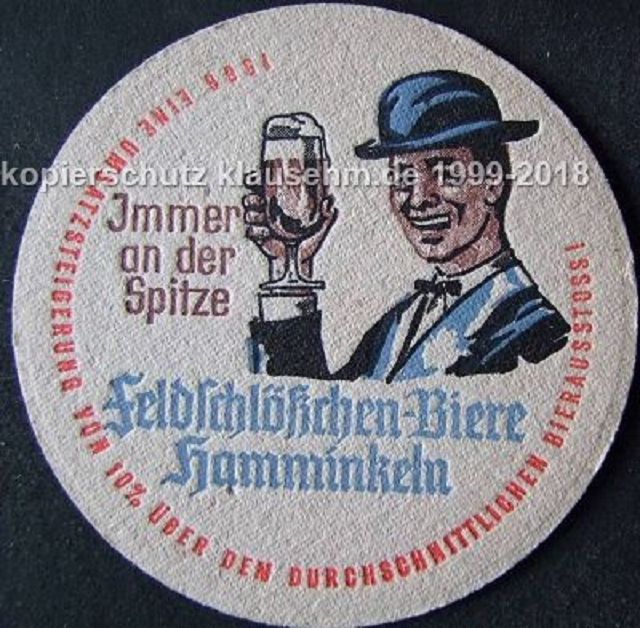 1966 EINE UMSATZSTEIGERUNG VON 10% ÜBER DEN DURCHSCHNITTLICHEN BIERAUSSTOSS!
kopierschutz klausehm.de 1999-2018
Jmmer
an der
Spitze
Feldschlößchen-Biere
Hamminkeln